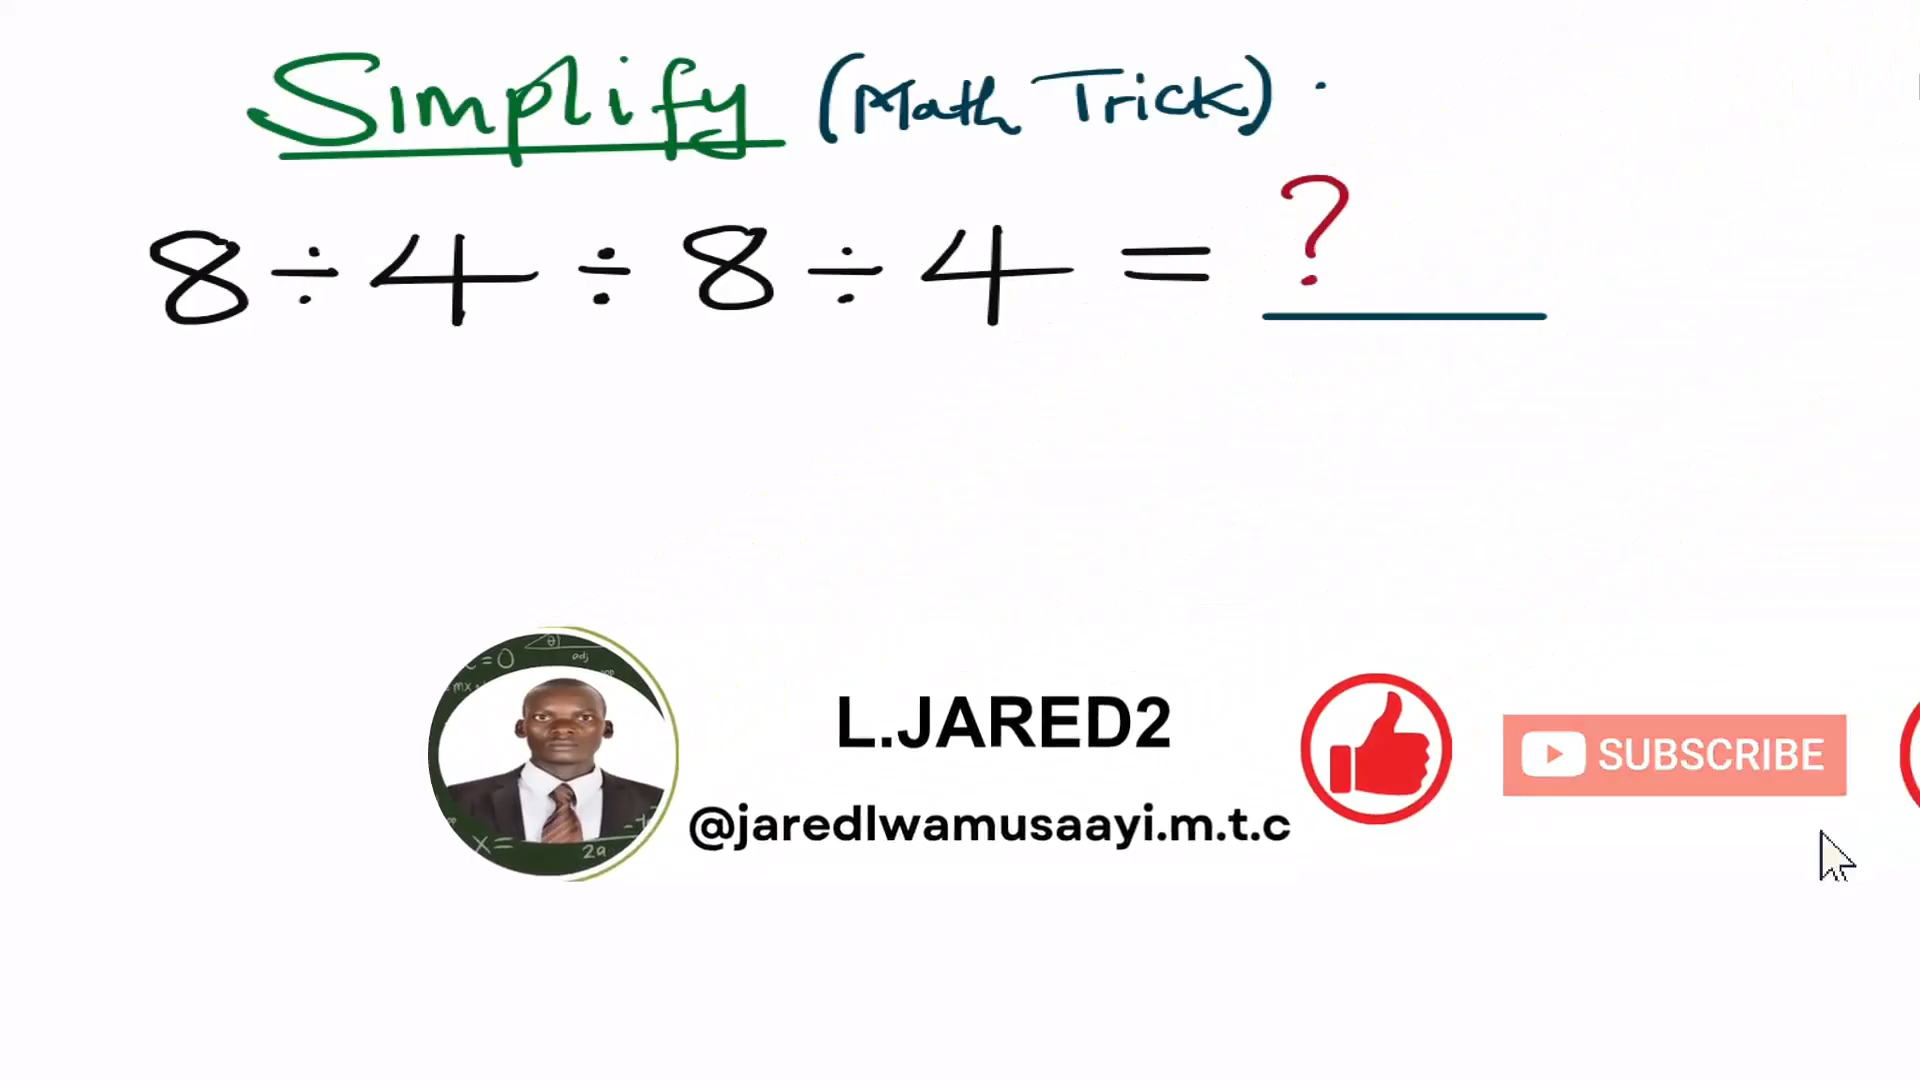 Simplify (Math Trick) .
8 ÷ 4 ÷ 8 ÷ 4 = ?
L.JARED2
SUBSCRIBE
@jaredlwamusaayi.m.t.c